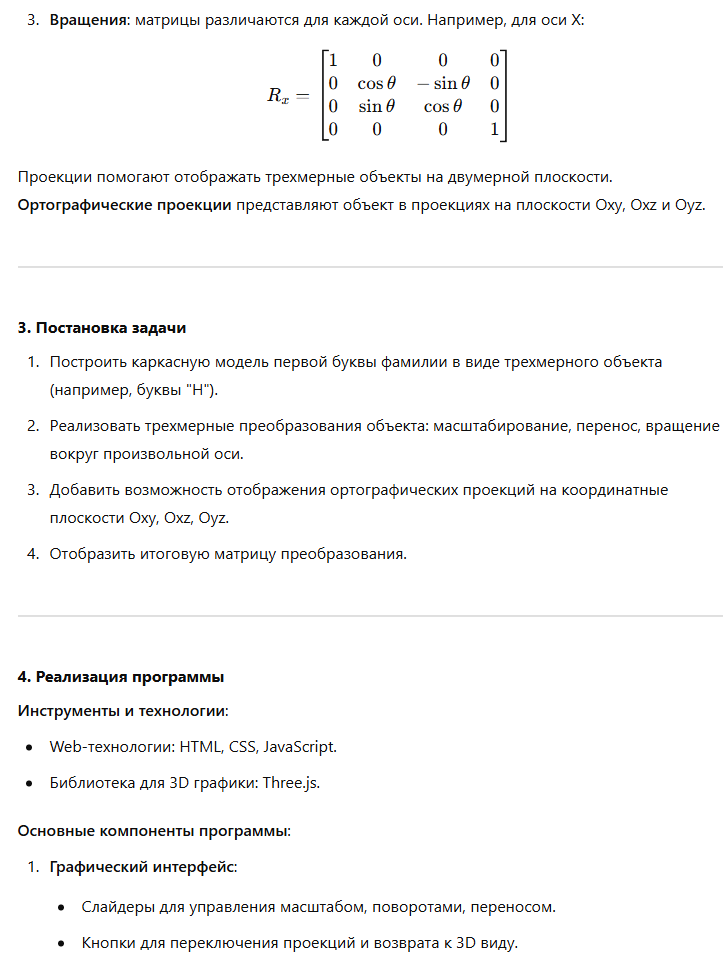 3. Вращения: матрицы различаются для каждой оси. Например, для оси X:
1 0 0 0
R_x = 0 cos θ − sin θ 0
0 sin θ cos θ 0
0 0 0 1
Проекции помогают отображать трехмерные объекты на двумерной плоскости.
Ортографические проекции представляют объект в проекциях на плоскости Oxy, Oxz и Oyz.
3. Постановка задачи
1. Построить каркасную модель первой буквы фамилии в виде трехмерного объекта
(например, буквы "Н").
2. Реализовать трехмерные преобразования объекта: масштабирование, перенос, вращение
вокруг произвольной оси.
3. Добавить возможность отображения ортографических проекций на координатные
плоскости Oxy, Oxz, Oyz.
4. Отобразить итоговую матрицу преобразования.
4. Реализация программы
Инструменты и технологии:
• Web-технологии: HTML, CSS, JavaScript.
• Библиотека для 3D графики: Three.js.
Основные компоненты программы:
1. Графический интерфейс:
• Слайдеры для управления масштабом, поворотами, переносом.
• Кнопки для переключения проекций и возврата к 3D виду.